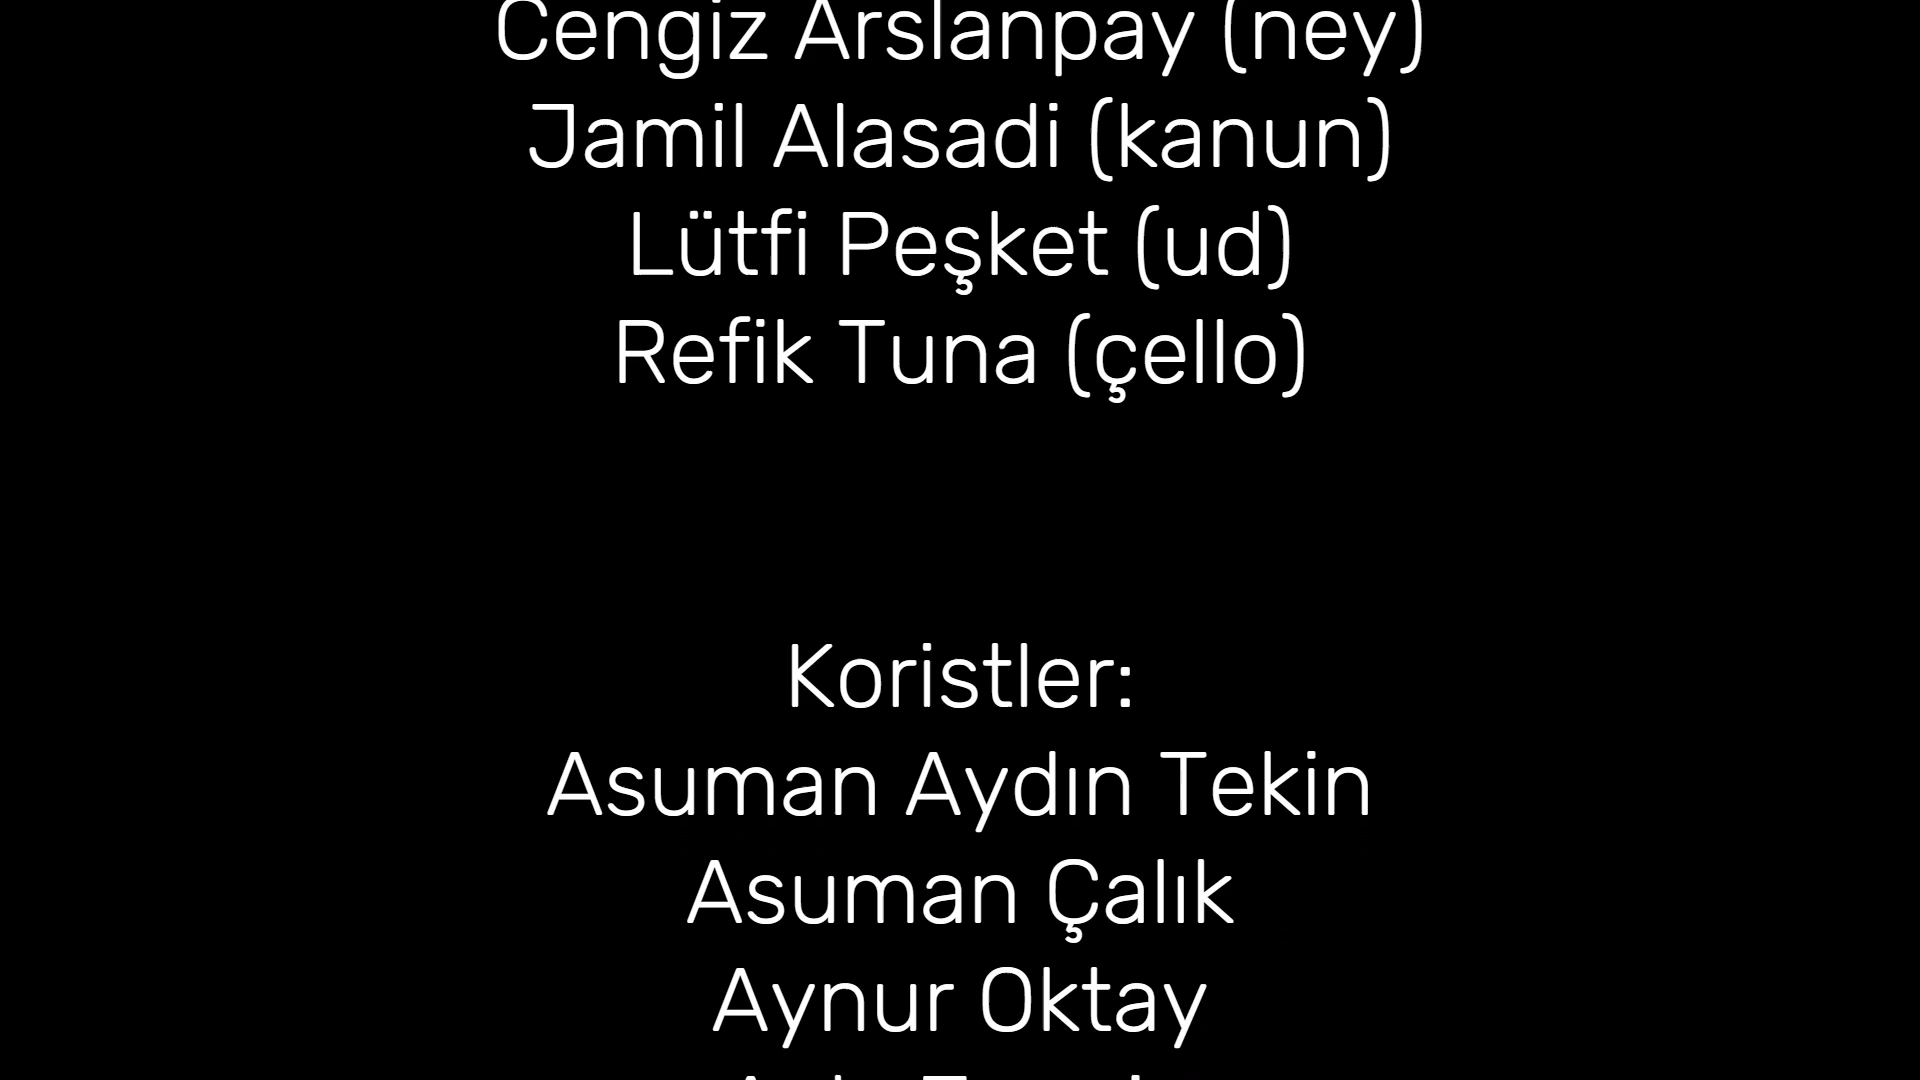 Cengiz Arslanpay (ney)
Jamil Alasadi (kanun)
Lütfi Peşket (ud)
Refik Tuna (çello)
Koristler:
Asuman Aydın Tekin
Asuman Çalık
Aynur Oktay